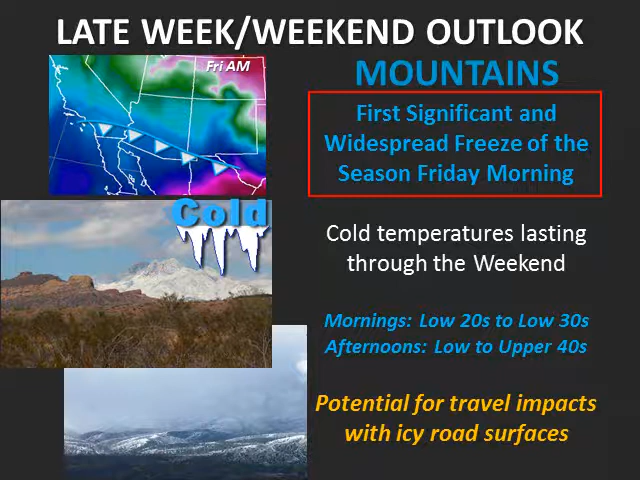 LATE WEEK/WEEKEND OUTLOOK
Fri AM
MOUNTAINS
First Significant and
Widespread Freeze of the
Season Friday Morning
Cold
Cold temperatures lasting
through the Weekend
Mornings: Low 20s to Low 30s
Afternoons: Low to Upper 40s
Potential for travel impacts
with icy road surfaces